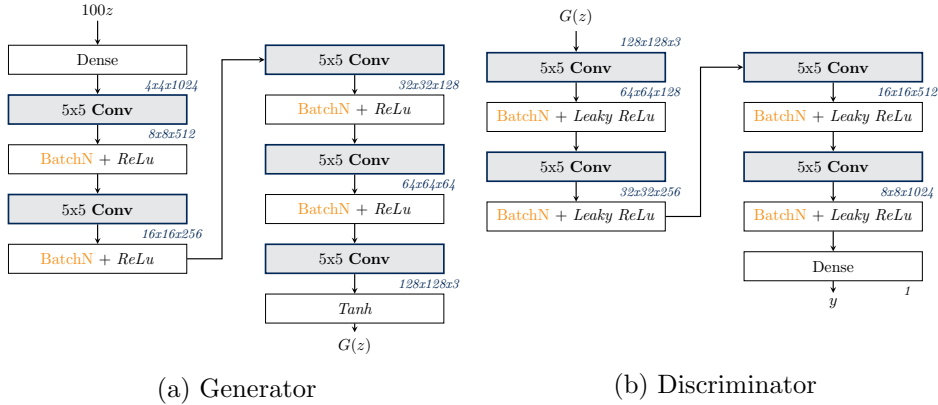 100z
Dense
4x4x1024
5x5 Conv
8x8x512
BatchN + ReLu
5x5 Conv
16x16x256
BatchN + ReLu
5x5 Conv
32x32x128
BatchN + ReLu
5x5 Conv
64x64x64
BatchN + ReLu
5x5 Conv
128x128x3
Tanh
G(z)
(a) Generator
G(z)
128x128x3
5x5 Conv
64x64x128
BatchN + Leaky ReLu
5x5 Conv
32x32x256
BatchN + Leaky ReLu
5x5 Conv
16x16x512
BatchN + Leaky ReLu
5x5 Conv
8x8x1024
BatchN + Leaky ReLu
Dense
1
y
(b) Discriminator